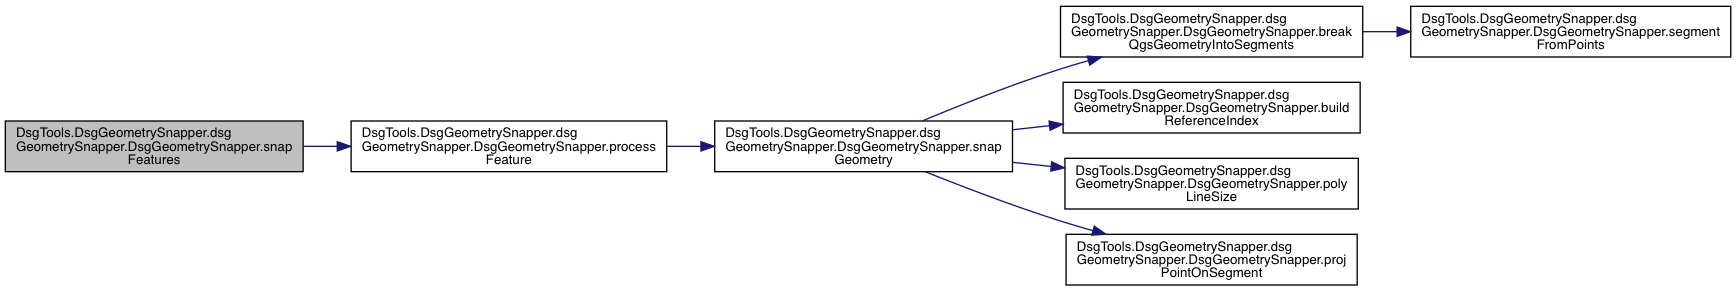 DsgTools.DsgGeometrySnapper.dsg
GeometrySnapper.DsgGeometrySnapper.snap
Features
DsgTools.DsgGeometrySnapper.dsg
GeometrySnapper.DsgGeometrySnapper.process
Feature
DsgTools.DsgGeometrySnapper.dsg
GeometrySnapper.DsgGeometrySnapper.snap
Geometry
DsgTools.DsgGeometrySnapper.dsg
GeometrySnapper.DsgGeometrySnapper.break
QgsGeometryIntoSegments
DsgTools.DsgGeometrySnapper.dsg
GeometrySnapper.DsgGeometrySnapper.segment
FromPoints
DsgTools.DsgGeometrySnapper.dsg
GeometrySnapper.DsgGeometrySnapper.build
ReferenceIndex
DsgTools.DsgGeometrySnapper.dsg
GeometrySnapper.DsgGeometrySnapper.poly
LineSize
DsgTools.DsgGeometrySnapper.dsg
GeometrySnapper.DsgGeometrySnapper.proj
PointOnSegment